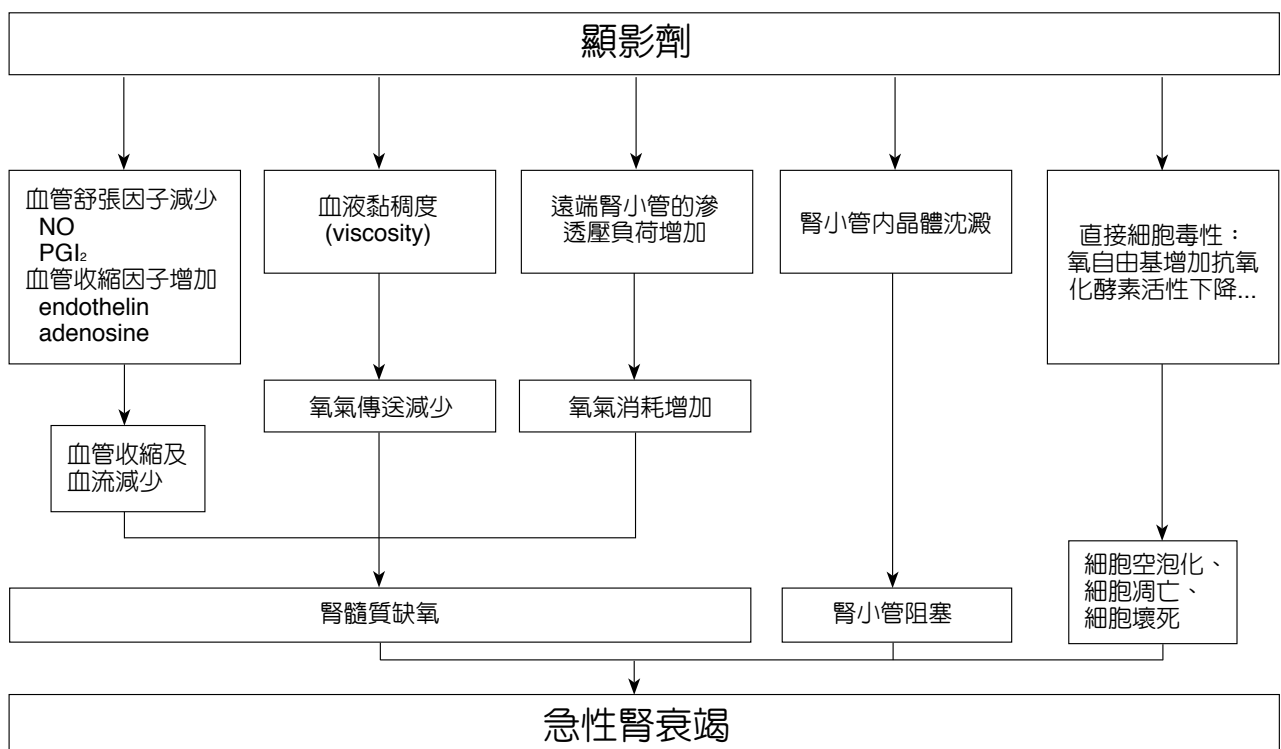 顯影劑
血管舒張因子減少
NO
PGI₂
血管收縮因子增加
endothelin
adenosine
血液黏稠度
(viscosity)
遠端腎小管的滲
透壓負荷增加
腎小管內晶體沈澱
直接細胞毒性：
氧自由基增加抗氧
化酵素活性下降...
血管收縮及
血流減少
氧氣傳送減少
氧氣消耗增加
腎髓質缺氧
腎小管阻塞
細胞空泡化、
細胞凋亡、
細胞壞死
急性腎衰竭